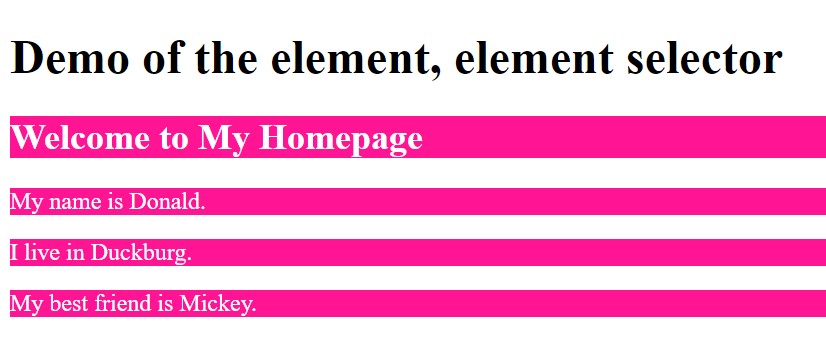 Demo of the element, element selector
Welcome to My Homepage
My name is Donald.
I live in Duckburg.
My best friend is Mickey.